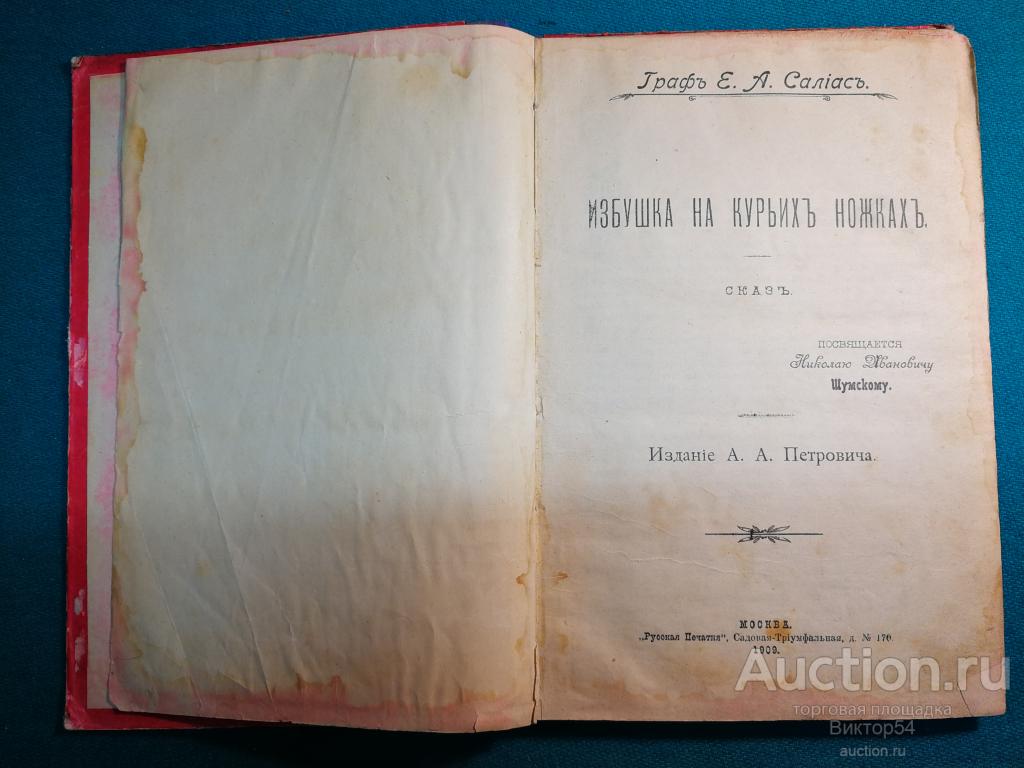 Графъ Е. А. Саліасъ.
ИЗБУШКА НА КУРЬИХЪ НОЖКАХЪ.
СКАЗЪ.
ПОСВЯЩАЕТСЯ
Николаю Ивановичу
Шумскому.
Изданіе А. А. Петровича.
МОСКВА.
„Русская Печатня", Садовая-Тріумфальная, д. № 170.
1909.
Auction.ru
торговая площадка
Виктор54
auction.ru